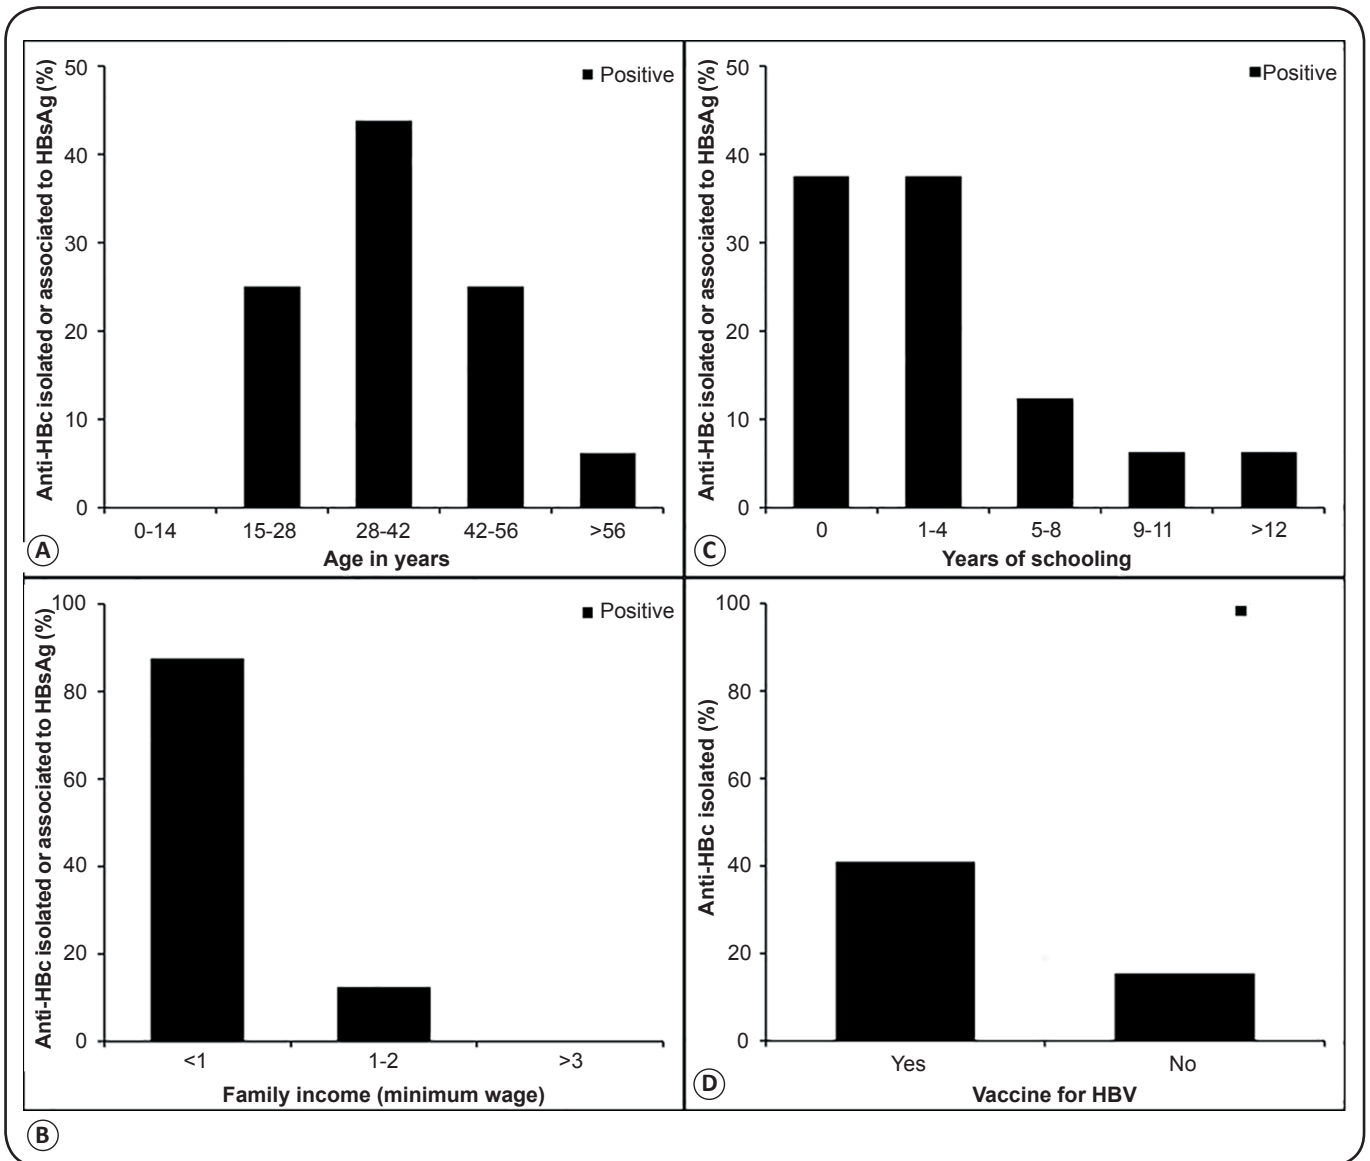 Anti-HBc isolated or associated to HBsAg (%)
50
40
30
20
10
0
Positive
0-14 15-28 28-42 42-56 >56
Age in years
A
Anti-HBc isolated or associated to HBsAg (%)
50
40
30
20
10
0
Positive
0 1-4 5-8 9-11 >12
Years of schooling
C
Anti-HBc isolated or associated to HBsAg (%)
100
80
60
40
20
0
Positive
<1 1-2 >3
Family income (minimum wage)
B
Anti-HBc isolated (%)
100
80
60
40
20
0
Yes No
Vaccine for HBV
D